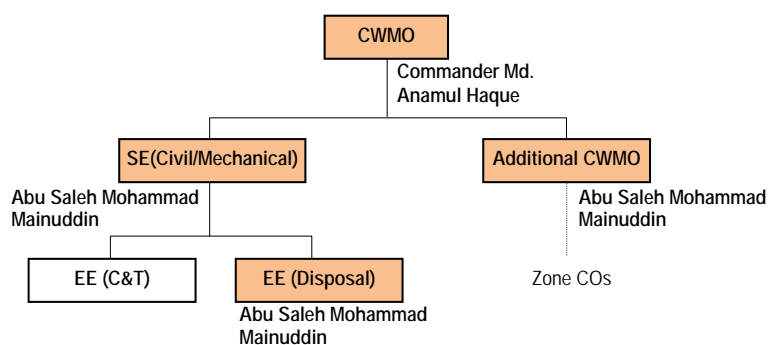 CWMO
Commander Md.
Anamul Haque
SE(Civil/Mechanical)
Additional CWMO
Abu Saleh Mohammad
Mainuddin
Abu Saleh Mohammad
Mainuddin
EE (C&T)
EE (Disposal)
Zone COs
Abu Saleh Mohammad
Mainuddin